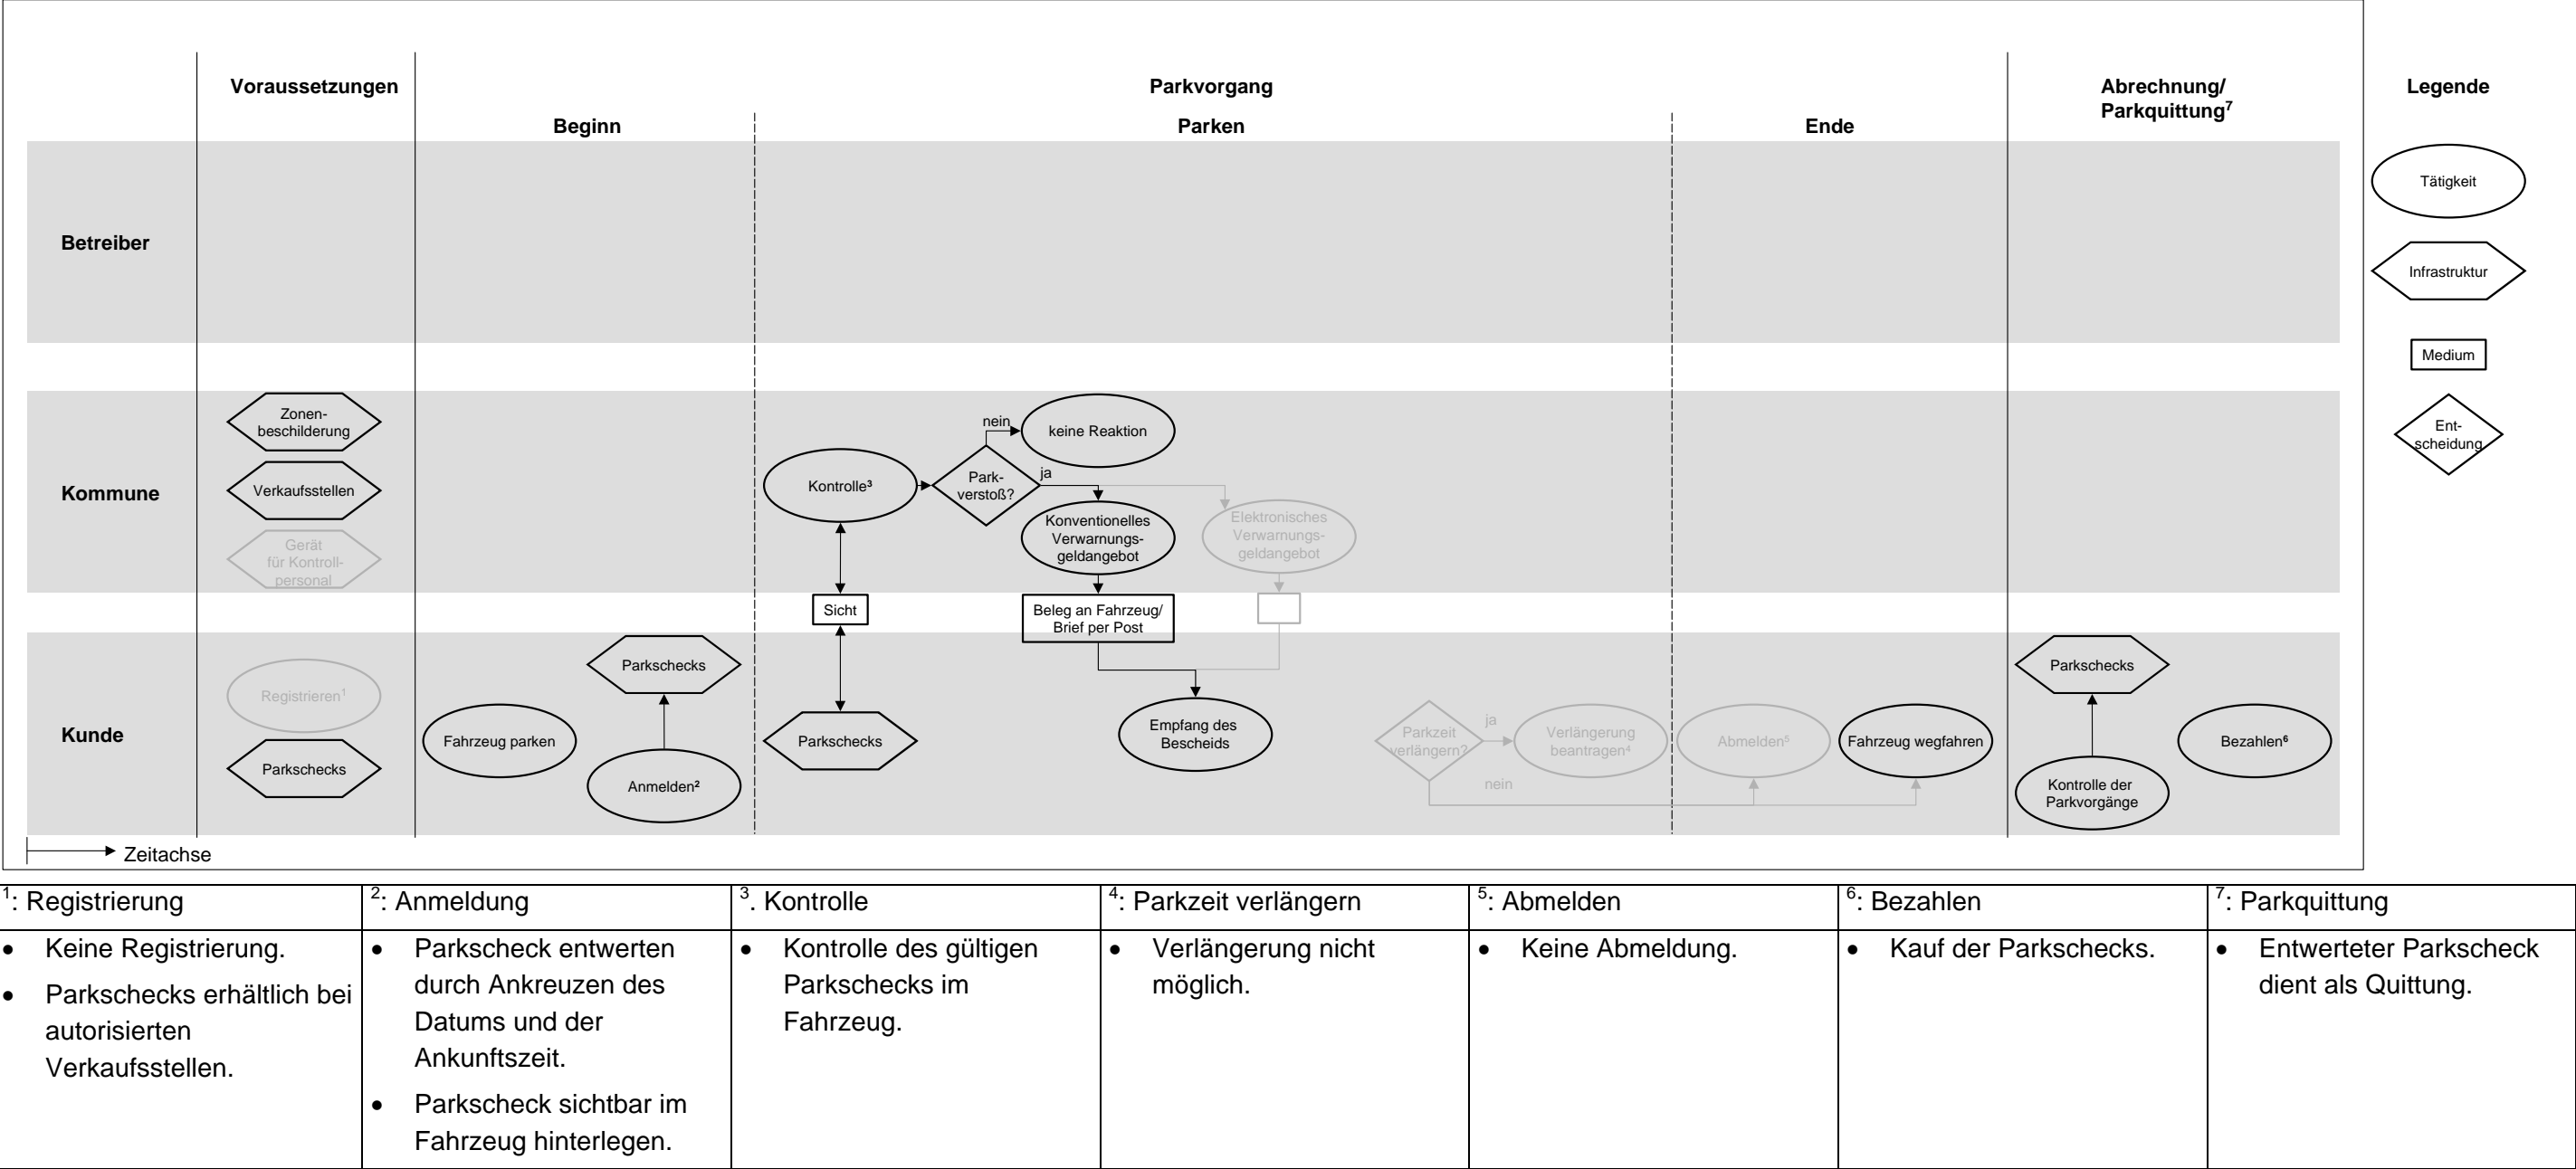 Voraussetzungen
Parkvorgang
Abrechnung/
Parkquittung⁷
Legende
Beginn
Parken
Ende
Betreiber
Kommune
Kunde
Zonen-
beschilderung
Verkaufsstellen
Gerät
für Kontroll-
personal
Registrieren¹
Parkschecks
Fahrzeug parken
Parkschecks
Anmelden²
Kontrolle³
Park-
verstoß?
nein
keine Reaktion
ja
Konventionelles
Verwarnungs-
geldangebot
Elektronisches
Verwarnungs-
geldangebot
Sicht
Beleg an Fahrzeug/
Brief per Post
Parkschecks
Empfang des
Bescheids
Parkzeit
verlängern?
ja
nein
Verlängerung
beantragen⁴
Abmelden⁵
Fahrzeug wegfahren
Parkschecks
Kontrolle der
Parkvorgänge
Bezahlen⁶
Tätigkeit
Infrastruktur
Medium
Ent-
scheidung
Zeitachse
¹: Registrierung
• Keine Registrierung.
• Parkschecks erhältlich bei
autorisierten
Verkaufsstellen.
²: Anmeldung
• Parkscheck entwerten
durch Ankreuzen des
Datums und der
Ankunftszeit.
• Parkscheck sichtbar im
Fahrzeug hinterlegen.
³. Kontrolle
• Kontrolle des gültigen
Parkschecks im
Fahrzeug.
⁴: Parkzeit verlängern
• Verlängerung nicht
möglich.
⁵: Abmelden
• Keine Abmeldung.
⁶: Bezahlen
• Kauf der Parkschecks.
⁷: Parkquittung
• Entwerteter Parkscheck
dient als Quittung.